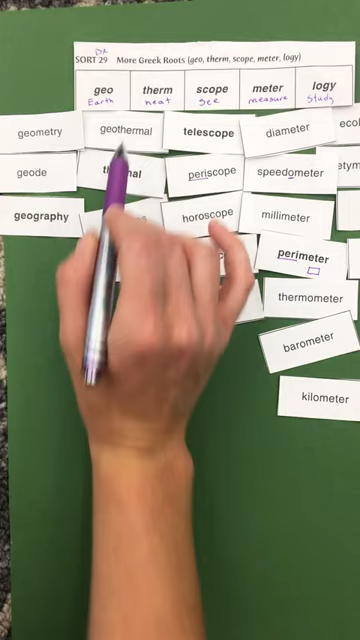 DR
SORT 29 More Greek Roots (geo, therm, scope, meter, logy)
geo therm scope meter logy
Earth heat See measure Study
geometry geothermal telescope diameter
geode periscope speedometer
geography horoscope millimeter
perimeter
thermometer
barometer
kilometer